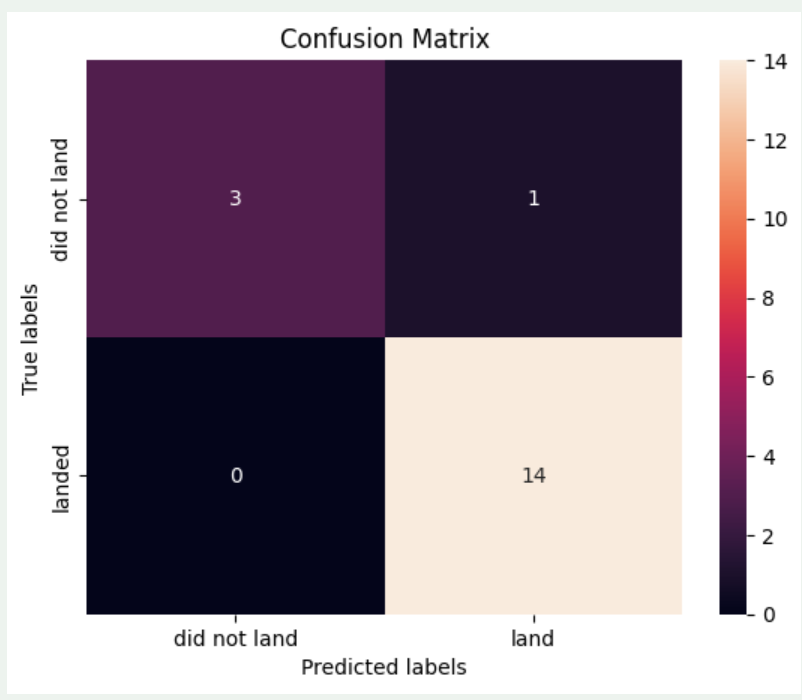 Confusion Matrix
14
12
10
8
6
4
2
0
True labels
did not land
landed
3
1
0
14
did not land
land
Predicted labels